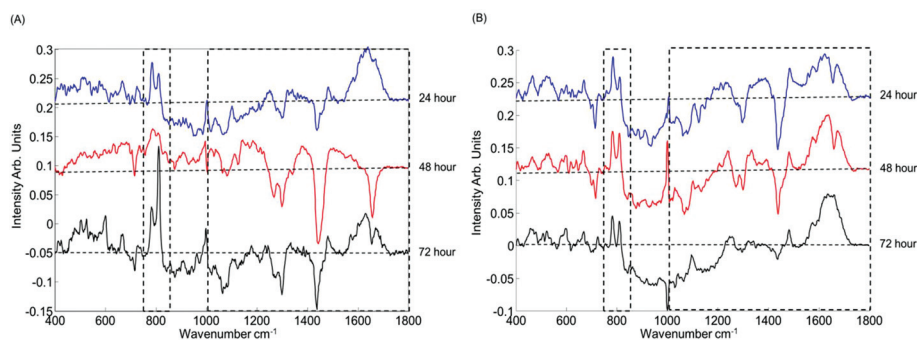 (A)
0.3
0.25
0.2
0.15
0.1
0.05
0
-0.05
-0.1
-0.15
400
600
800
1000
1200
1400
1600
1800
Intensity Arb. Units
Wavenumber cm-1
24 hour
48 hour
72 hour
(B)
0.3
0.25
0.2
0.15
0.1
0.05
0
-0.05
-0.1
400
600
800
1000
1200
1400
1600
1800
Intensity Arb. Units
Wavenumber cm-1
24 hour
48 hour
72 hour